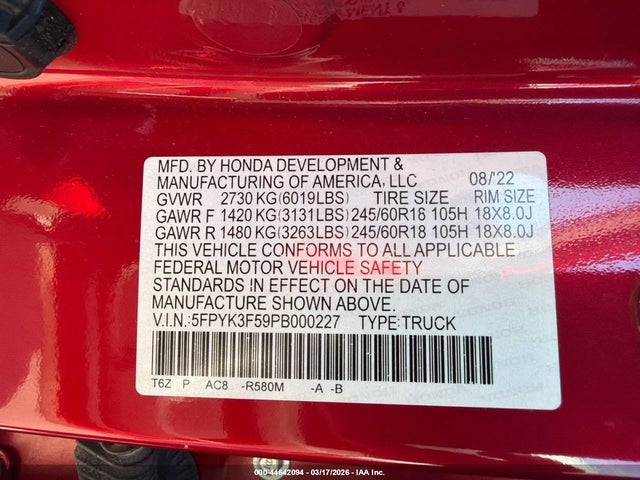 MFD. BY HONDA DEVELOPMENT &
MANUFACTURING OF AMERICA, LLC 08/'22
GVWR 2730 KG(6019LBS) TIRE SIZE RIM SIZE
GAWR F 1420 KG(3131LBS) 245/60R18 105H 18X8.0J
GAWR R 1480 KG(3263LBS) 245/60R18 105H 18X8.0J
THIS VEHICLE CONFORMS TO ALL APPLICABLE
FEDERAL MOTOR VEHICLE SAFETY
STANDARDS IN EFFECT ON THE DATE OF
MANUFACTURE SHOWN ABOVE.
V.I.N.:5FPYK3F59PB000227 TYPE:TRUCK
T6Z P AC8 -R580M -A -B
000-44642094 - 03/17/2026 - IAA Inc.